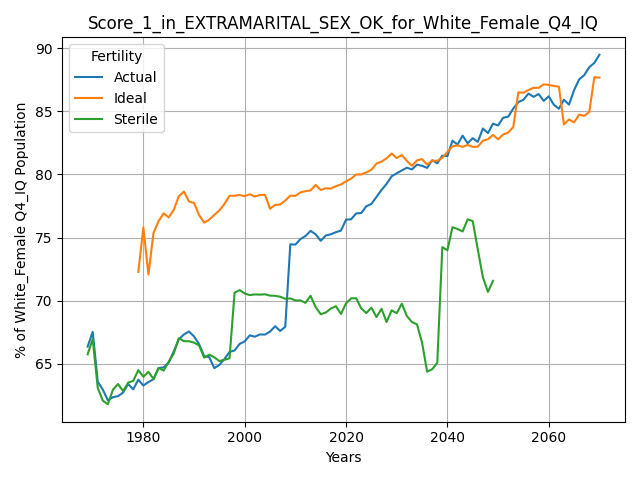 Score_1_in_EXTRAMARITAL_SEX_OK_for_White_Female_Q4_IQ
Fertility
Actual
Ideal
Sterile
% of White_Female Q4_IQ Population
90
85
80
75
70
65
1980
2000
2020
2040
2060
Years